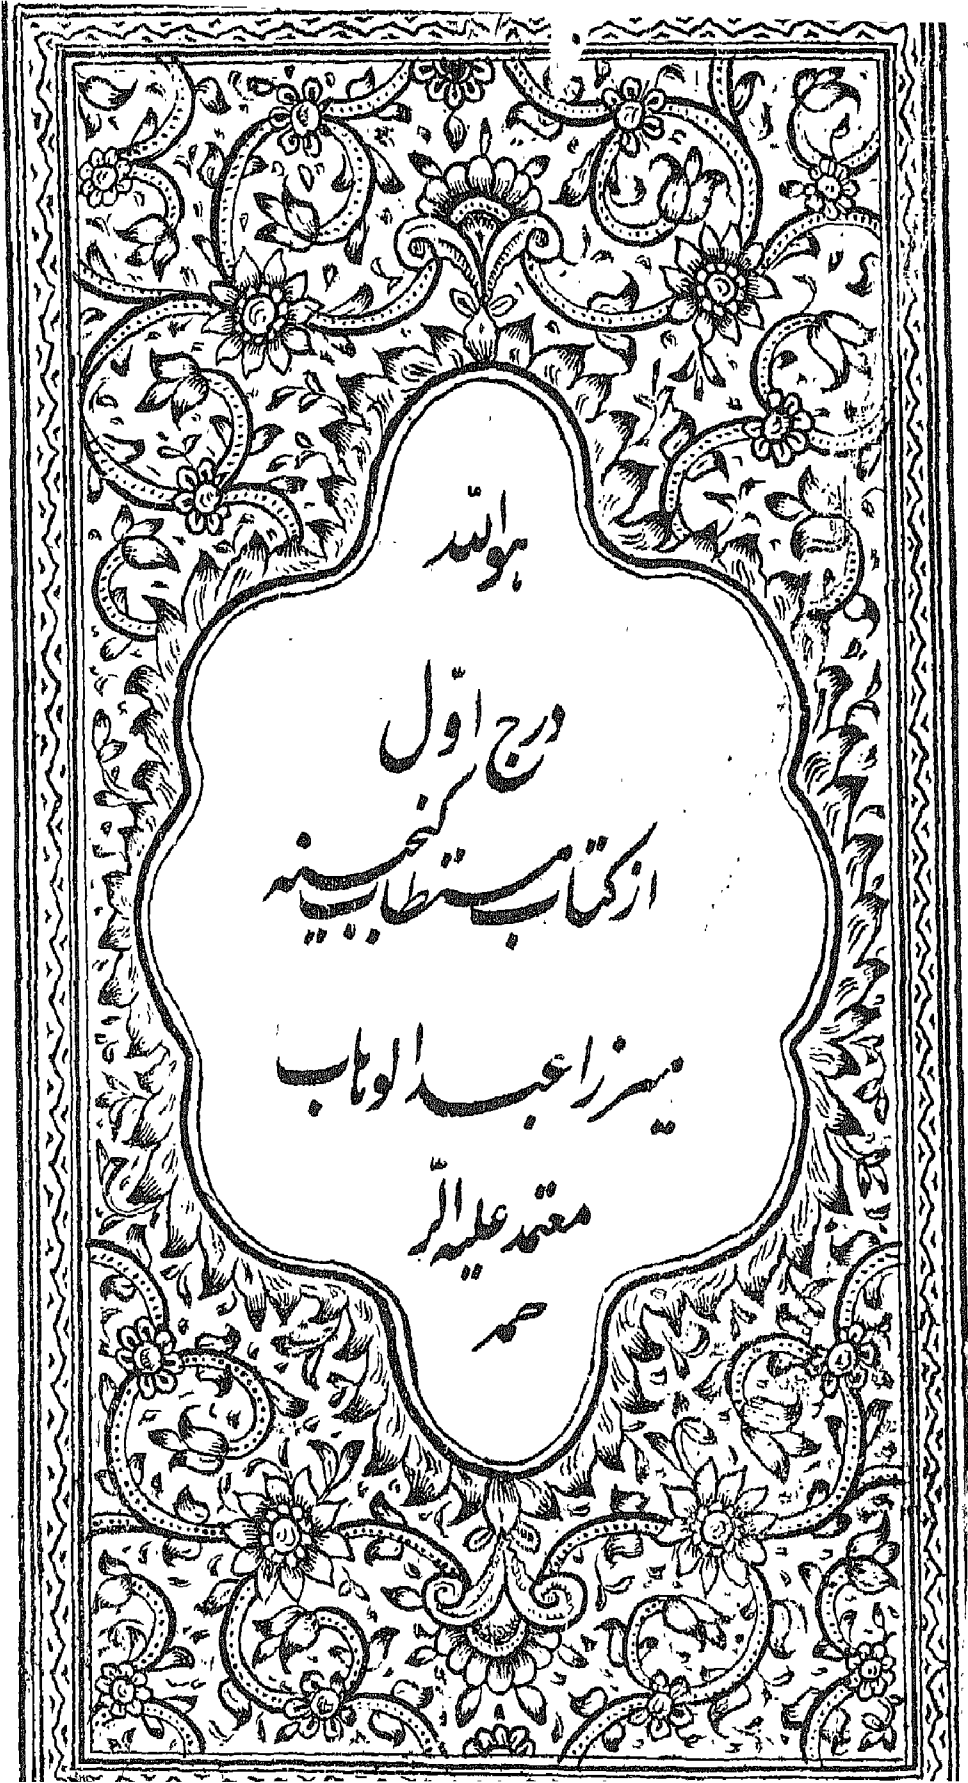 هو الله
درج اوّل
از کتاب مستطاب گنجینه
میرزا عبد الوهاب
معتمد علیه الر
حمه